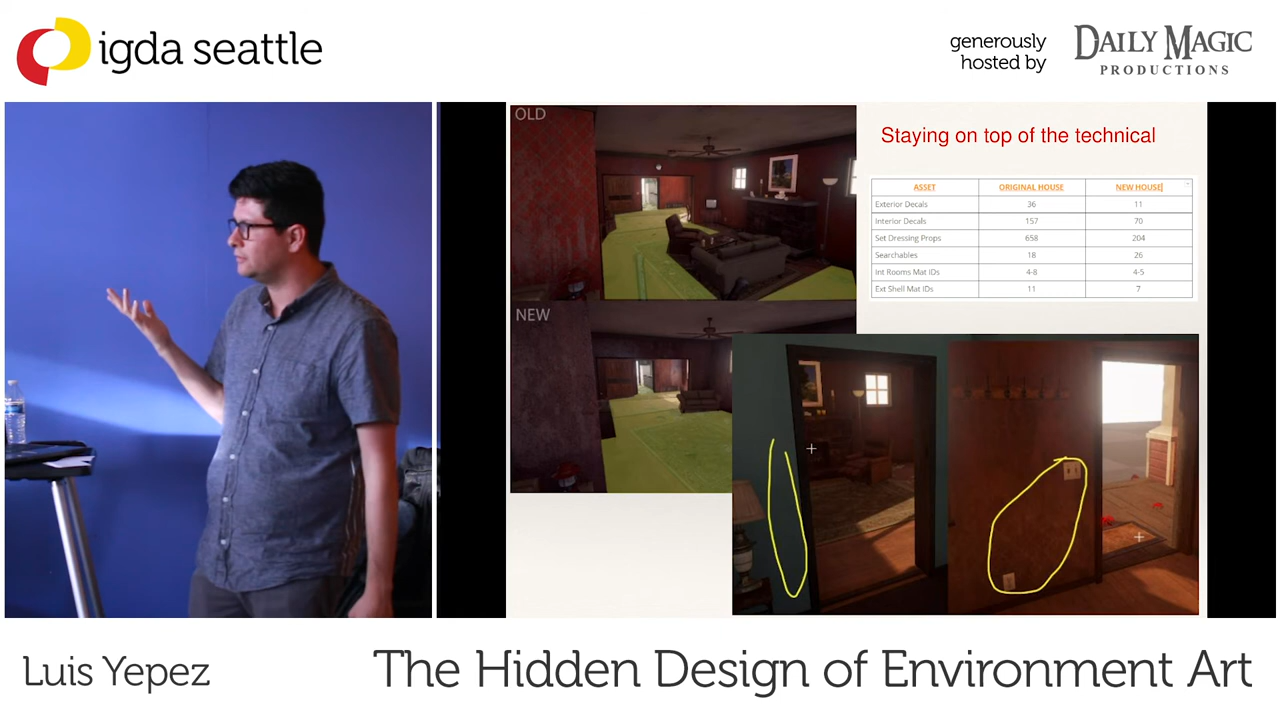 igda seattle
generously
hosted by
DAILY MAGIC
PRODUCTIONS
OLD
NEW
Staying on top of the technical
ASSET ORIGINAL HOUSE NEW HOUSE
Exterior Decals 36 11
Interior Decals 157 70
Set Dressing Props 658 204
Searchables 18 26
Int Rooms Mat IDs 4-8 4-5
Ext Shell Mat IDs 11 7
Luis Yepez
The Hidden Design of Environment Art